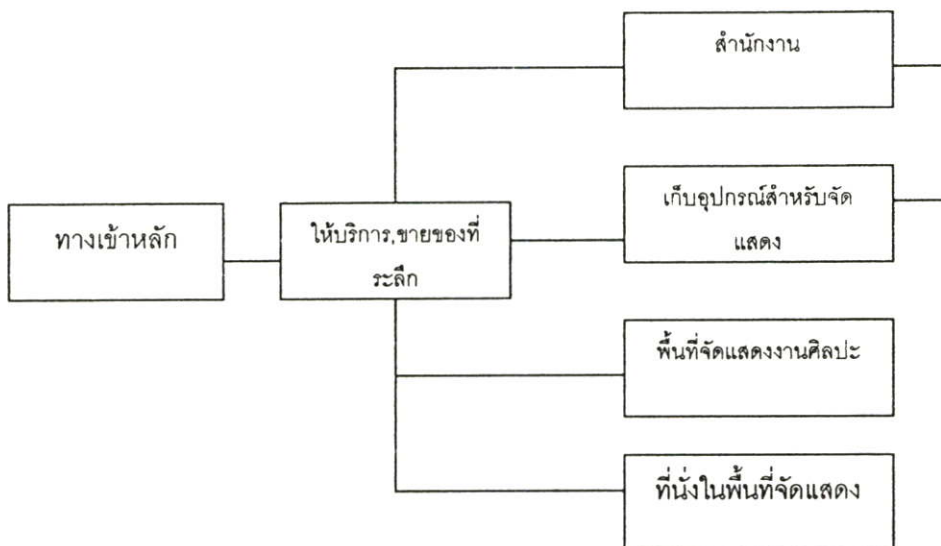 สำนักงาน
เก็บอุปกรณ์สำหรับจัด
แสดง
ทางเข้าหลัก
ให้บริการ,ขายของที่
ระลึก
พื้นที่จัดแสดงงานศิลปะ
ที่นั่งในพื้นที่จัดแสดง